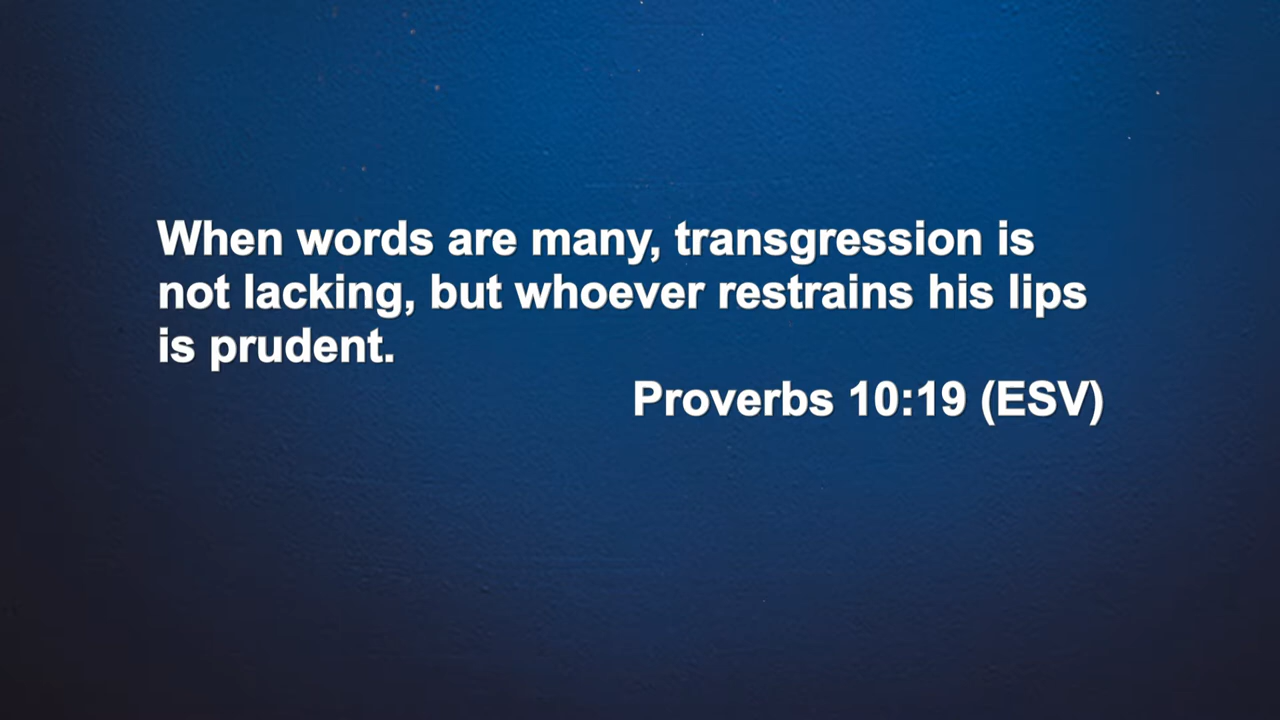 When words are many, transgression is
not lacking, but whoever restrains his lips
is prudent.
Proverbs 10:19 (ESV)